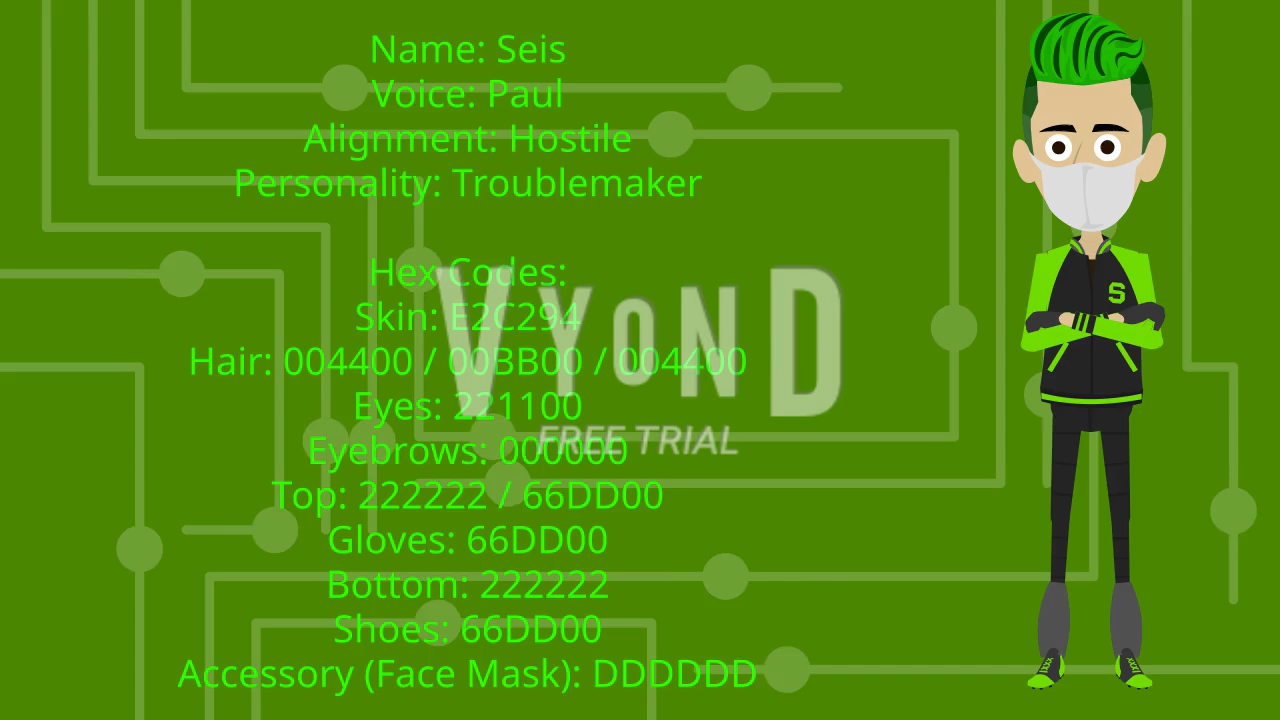 Name: Seis
Voice: Paul
Alignment: Hostile
Personality: Troublemaker
Hex Codes:
Skin: E2C294
Hair: 004400 / 00BB00 / 004400
Eyes: 221100
Eyebrows: 000000
Top: 222222 / 66DD00
Gloves: 66DD00
Bottom: 222222
Shoes: 66DD00
Accessory (Face Mask): DDDDDD
VYOND
FREE TRIAL
S